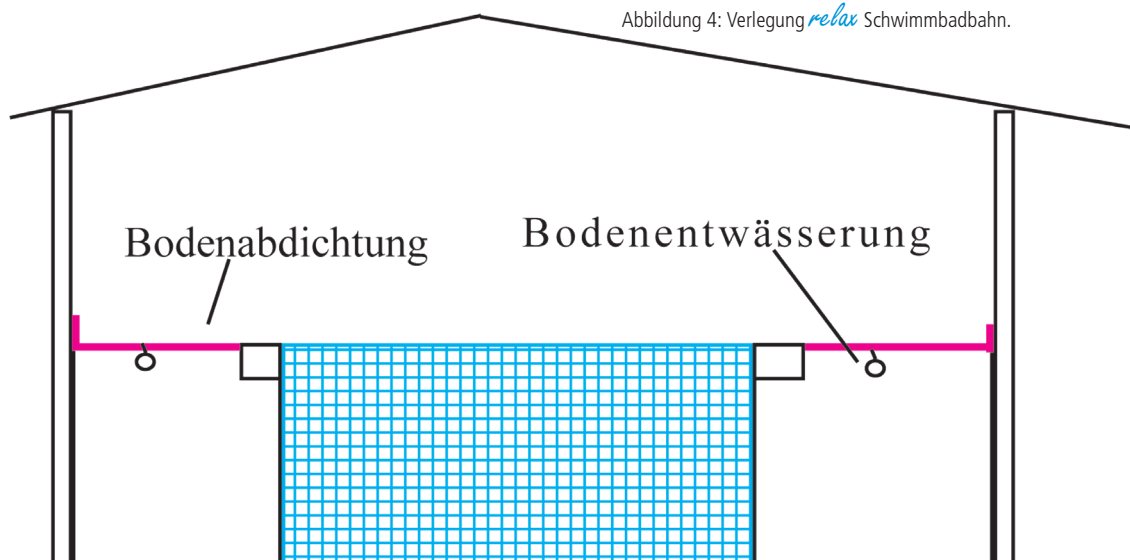 Abbildung 4: Verlegung relax Schwimmbadbahn.
Bodenabdichtung
Bodenentwässerung